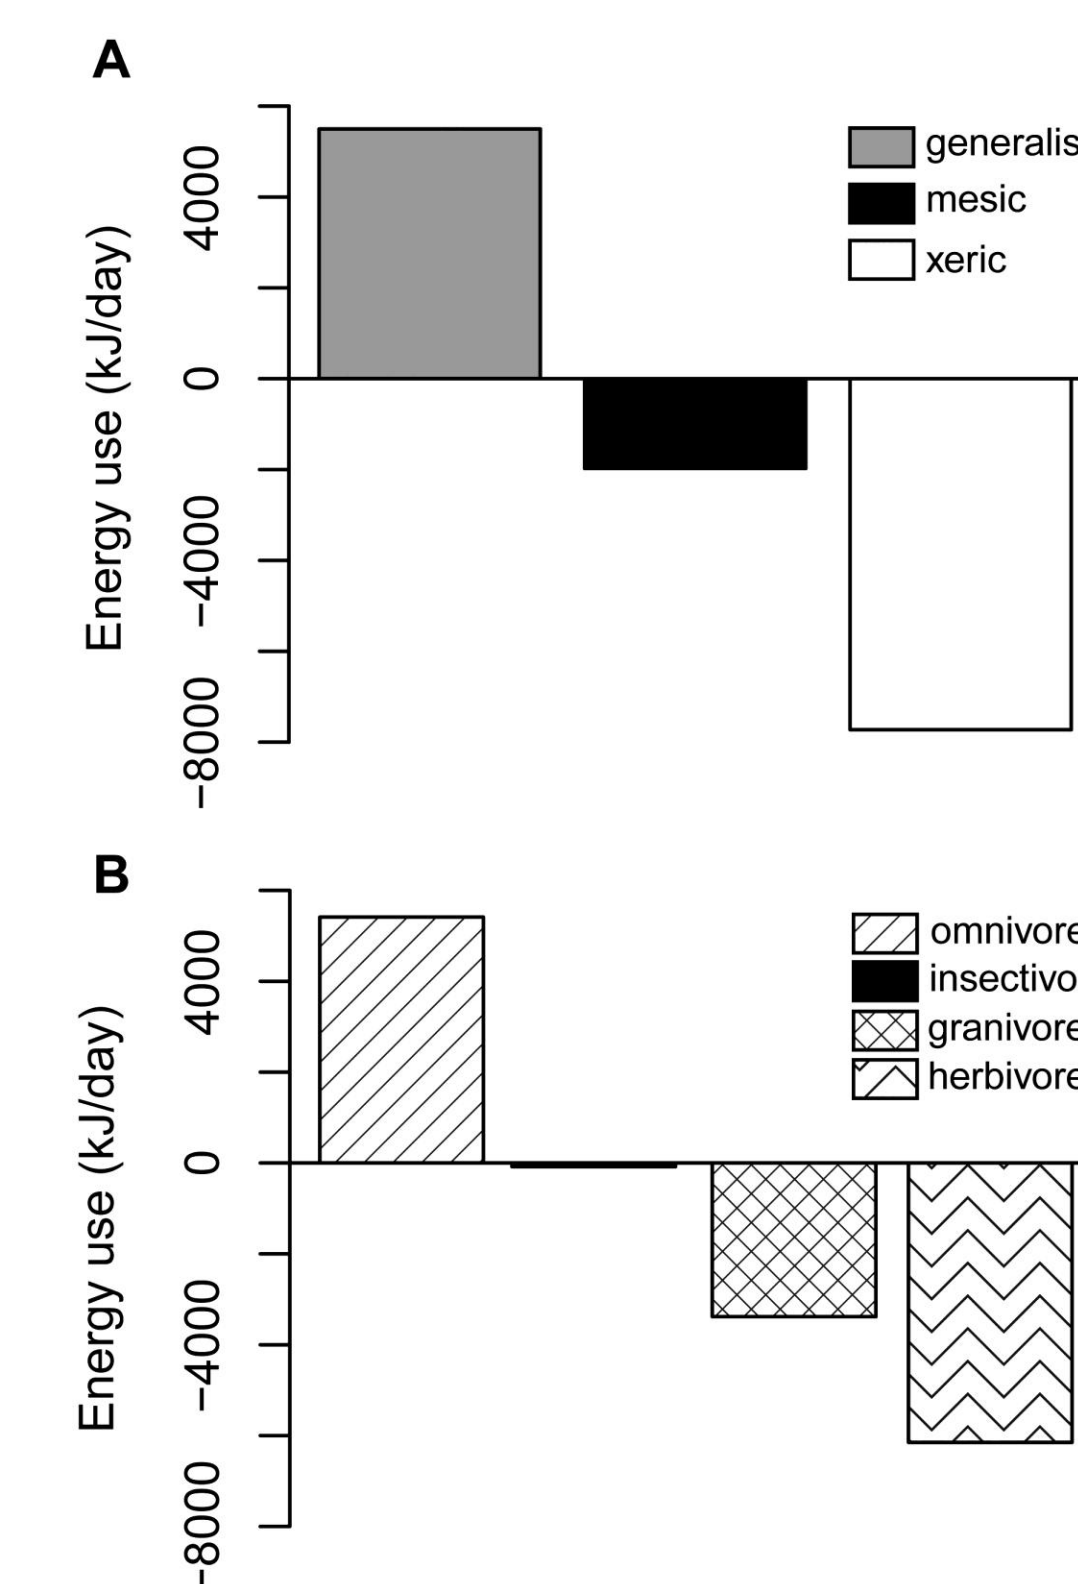 A
Energy use (kJ/day)
4000
0
−4000
−8000
generalis
mesic
xeric
B
Energy use (kJ/day)
4000
0
−4000
−8000
omnivore
insectivo
granivore
herbivore